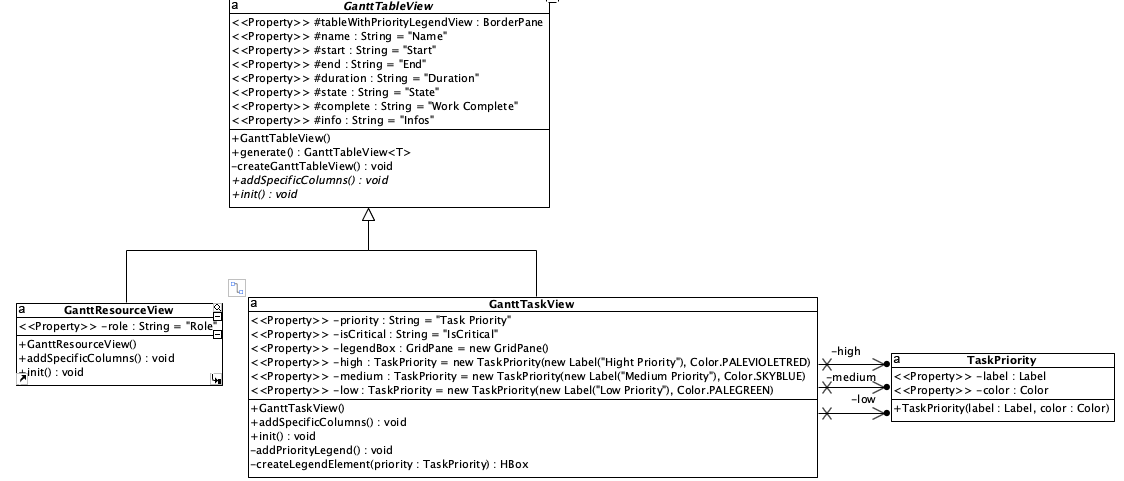 a
GanttTableView
<<Property>> #tableWithPriorityLegendView : BorderPane
<<Property>> #name : String = "Name"
<<Property>> #start : String = "Start"
<<Property>> #end : String = "End"
<<Property>> #duration : String = "Duration"
<<Property>> #state : String = "State"
<<Property>> #complete : String = "Work Complete"
<<Property>> #info : String = "Infos"
+GanttTableView()
+generate() : GanttTableView<T>
-createGanttTableView() : void
+addSpecificColumns() : void
+init() : void
a
GanttResourceView
<<Property>> -role : String = "Role"
+GanttResourceView()
+addSpecificColumns() : void
+init() : void
a
GanttTaskView
<<Property>> -priority : String = "Task Priority"
<<Property>> -isCritical : String = "IsCritical"
<<Property>> -legendBox : GridPane = new GridPane()
<<Property>> -high : TaskPriority = new TaskPriority(new Label("Hight Priority"), Color.PALEVIOLETRED)
<<Property>> -medium : TaskPriority = new TaskPriority(new Label("Medium Priority"), Color.SKYBLUE)
<<Property>> -low : TaskPriority = new TaskPriority(new Label("Low Priority"), Color.PALEGREEN)
+GanttTaskView()
+addSpecificColumns() : void
+init() : void
-addPriorityLegend() : void
-createLegendElement(priority : TaskPriority) : HBox
-high
-medium
-low
a
TaskPriority
<<Property>> -label : Label
<<Property>> -color : Color
+TaskPriority(label : Label, color : Color)